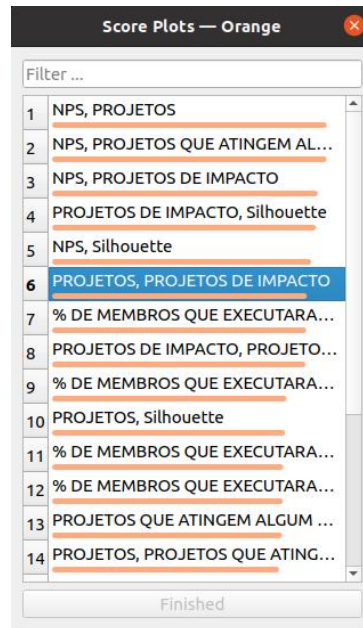 Score Plots — Orange
Filter ...
1 NPS, PROJETOS
2 NPS, PROJETOS QUE ATINGEM AL...
3 NPS, PROJETOS DE IMPACTO
4 PROJETOS DE IMPACTO, Silhouette
5 NPS, Silhouette
6 PROJETOS, PROJETOS DE IMPACTO
7 % DE MEMBROS QUE EXECUTARA...
8 PROJETOS DE IMPACTO, PROJETO...
9 % DE MEMBROS QUE EXECUTARA...
10 PROJETOS, Silhouette
11 % DE MEMBROS QUE EXECUTARA...
12 % DE MEMBROS QUE EXECUTARA...
13 PROJETOS QUE ATINGEM ALGUM ...
14 PROJETOS, PROJETOS QUE ATING...
Finished